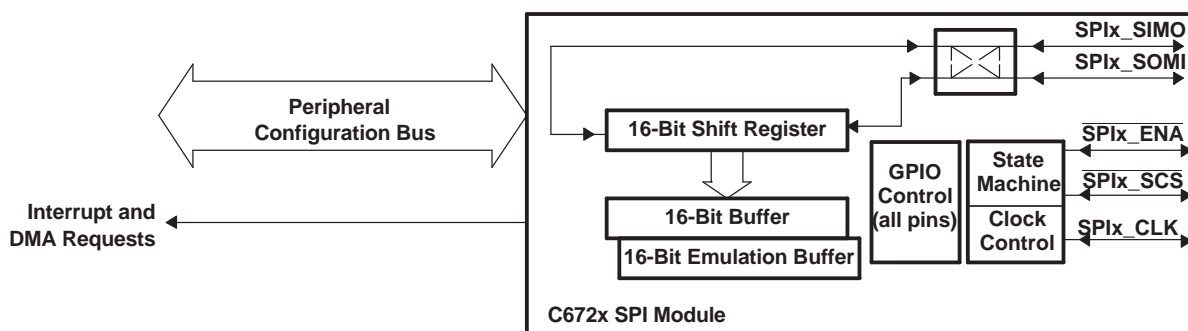 SPIx_SIMO
SPIx_SOMI
Peripheral
Configuration Bus
16-Bit Shift Register
SPIx_ENA
GPIO
Control
(all pins)
State
Machine
SPIx_SCS
Interrupt and
DMA Requests
16-Bit Buffer
Clock
Control
SPIx_CLK
16-Bit Emulation Buffer
C672x SPI Module